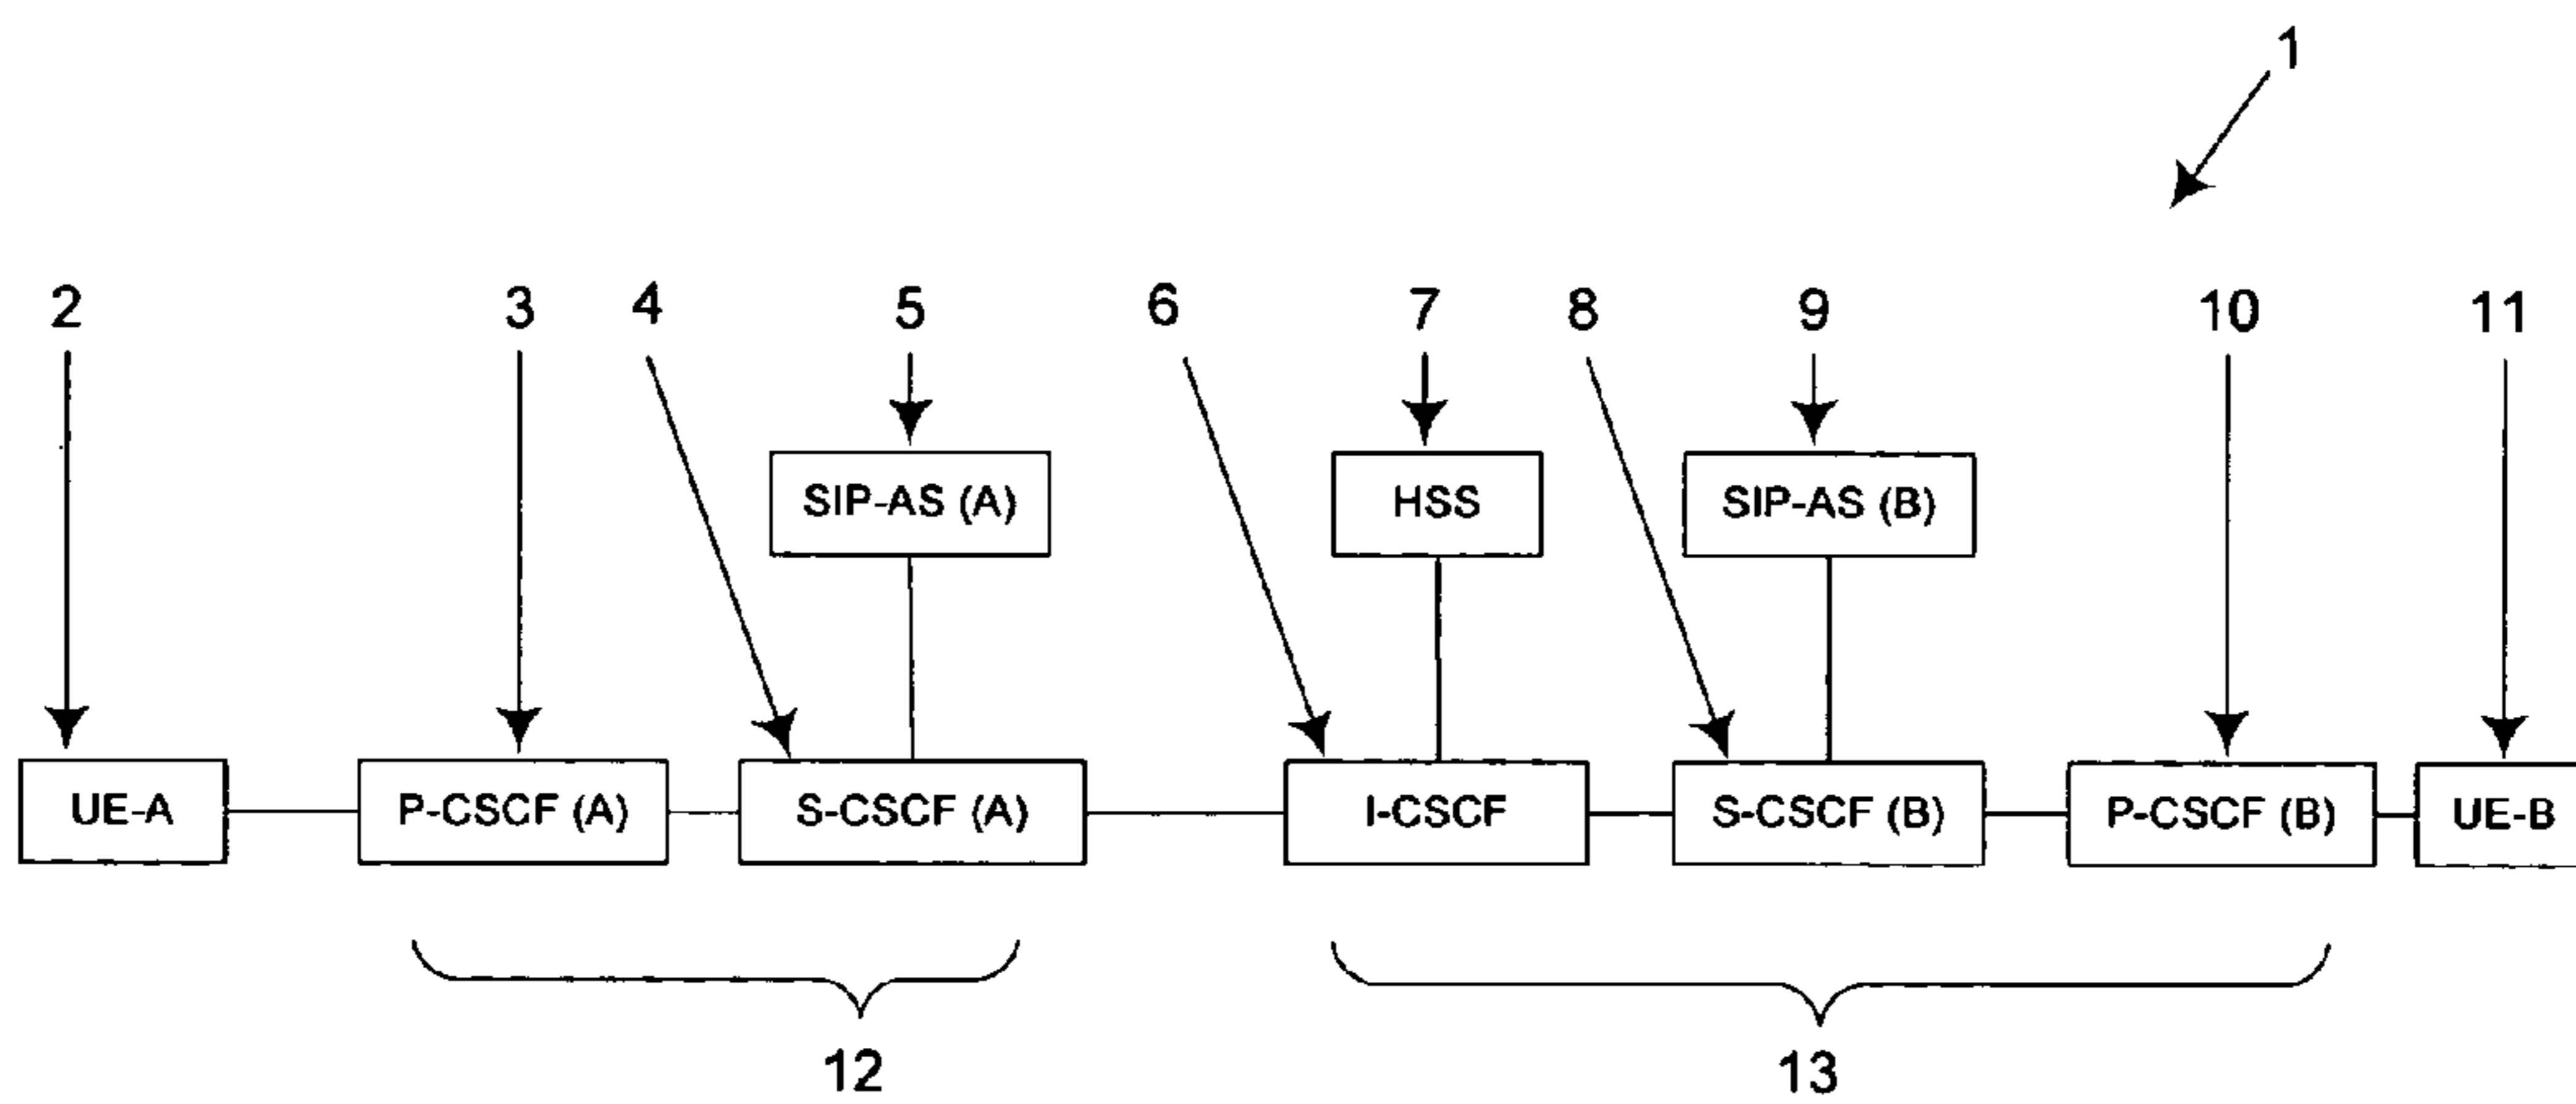 1
2 3 4 5 6 7 8 9 10 11
SIP-AS (A) HSS SIP-AS (B)
UE-A P-CSCF (A) S-CSCF (A) I-CSCF S-CSCF (B) P-CSCF (B) UE-B
12 13